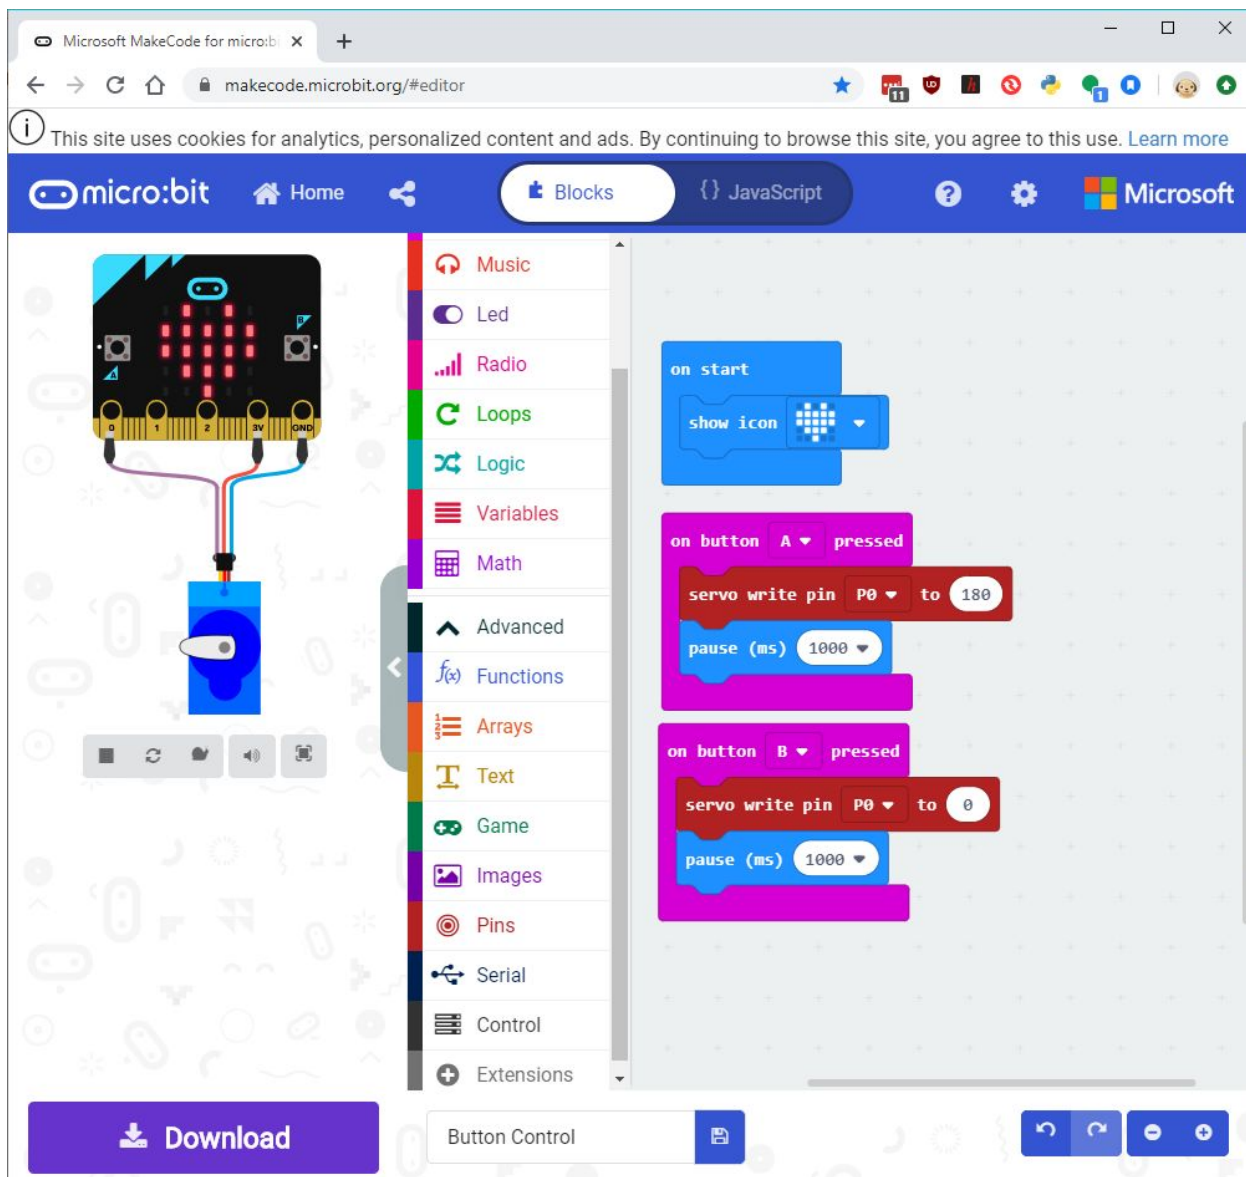 Microsoft MakeCode for micro:b
makecode.microbit.org/#editor
11
1
This site uses cookies for analytics, personalized content and ads. By continuing to browse this site, you agree to this use. Learn more
micro:bit Home Blocks {} JavaScript Microsoft
A
B
0 1 2 3V GND
Music
Led
Radio
Loops
Logic
Variables
Math
Advanced
f(x) Functions
Arrays
Text
Game
Images
Pins
Serial
Control
Extensions
on start
show icon
on button A pressed
servo write pin P0 to 180
pause (ms) 1000
on button B pressed
servo write pin P0 to 0
pause (ms) 1000
Download
Button Control